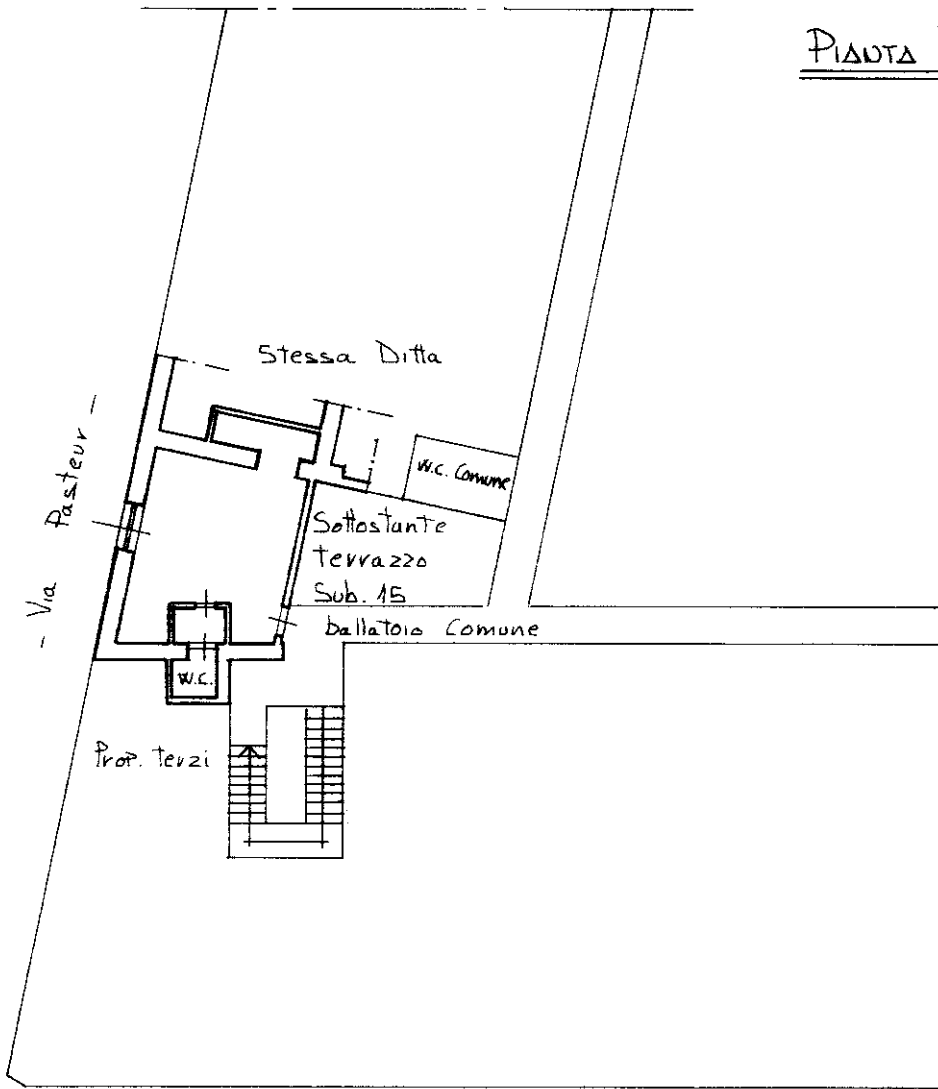 PIANTA
Stessa Ditta
- Via Pasteur -
W.C. Comune
Sottostante
terrazzo
Sub. 15
ballatoio Comune
W.C.
Prop. terzi